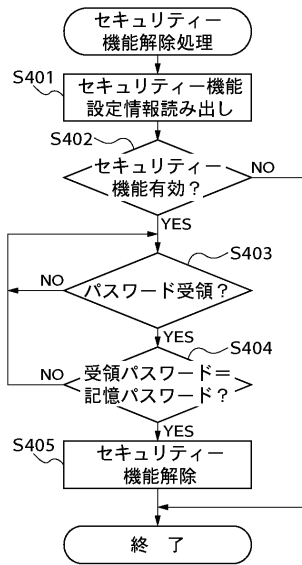 セキュリティー
機能解除処理
S401
セキュリティー機能
設定情報読み出し
S402
セキュリティー
機能有効？
NO
YES
S403
パスワード受領？
NO
YES
S404
受領パスワード＝
記憶パスワード？
NO
YES
S405
セキュリティー
機能解除
終　了